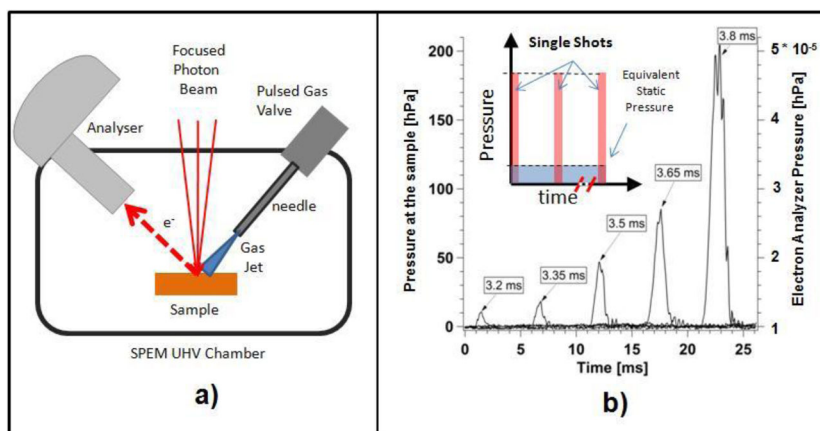 a)
Focused
Photon
Beam
Pulsed Gas
Valve
Analyser
needle
e-
Gas
Jet
Sample
SPEM UHV Chamber
a)
b)
Pressure at the sample [hPa]
200
150
100
50
0
Single Shots
Equivalent
Static
Pressure
Pressure
time
3.2 ms
3.35 ms
3.5 ms
3.65 ms
3.8 ms
5 * 10-5
4
3
2
1
Electron Analyzer Pressure [hPa]
0
5
10
15
20
25
Time [ms]
b)